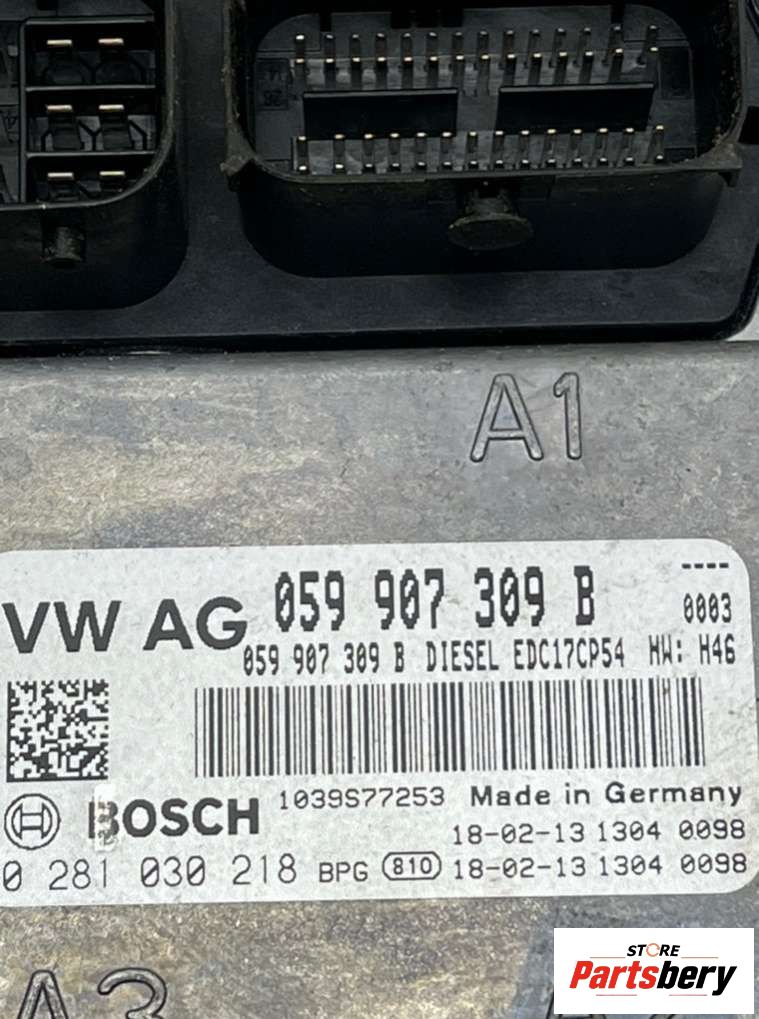 A1
----
VW AG 059 907 309 B 0003
059 907 309 B DIESEL EDC17CP54 HW: H46
BOSCH 1039S77253 Made in Germany
18-02-13 1304 0098
0 281 030 218 BPG 810 18-02-13 1304 0098
A3
STORE
Partsbery